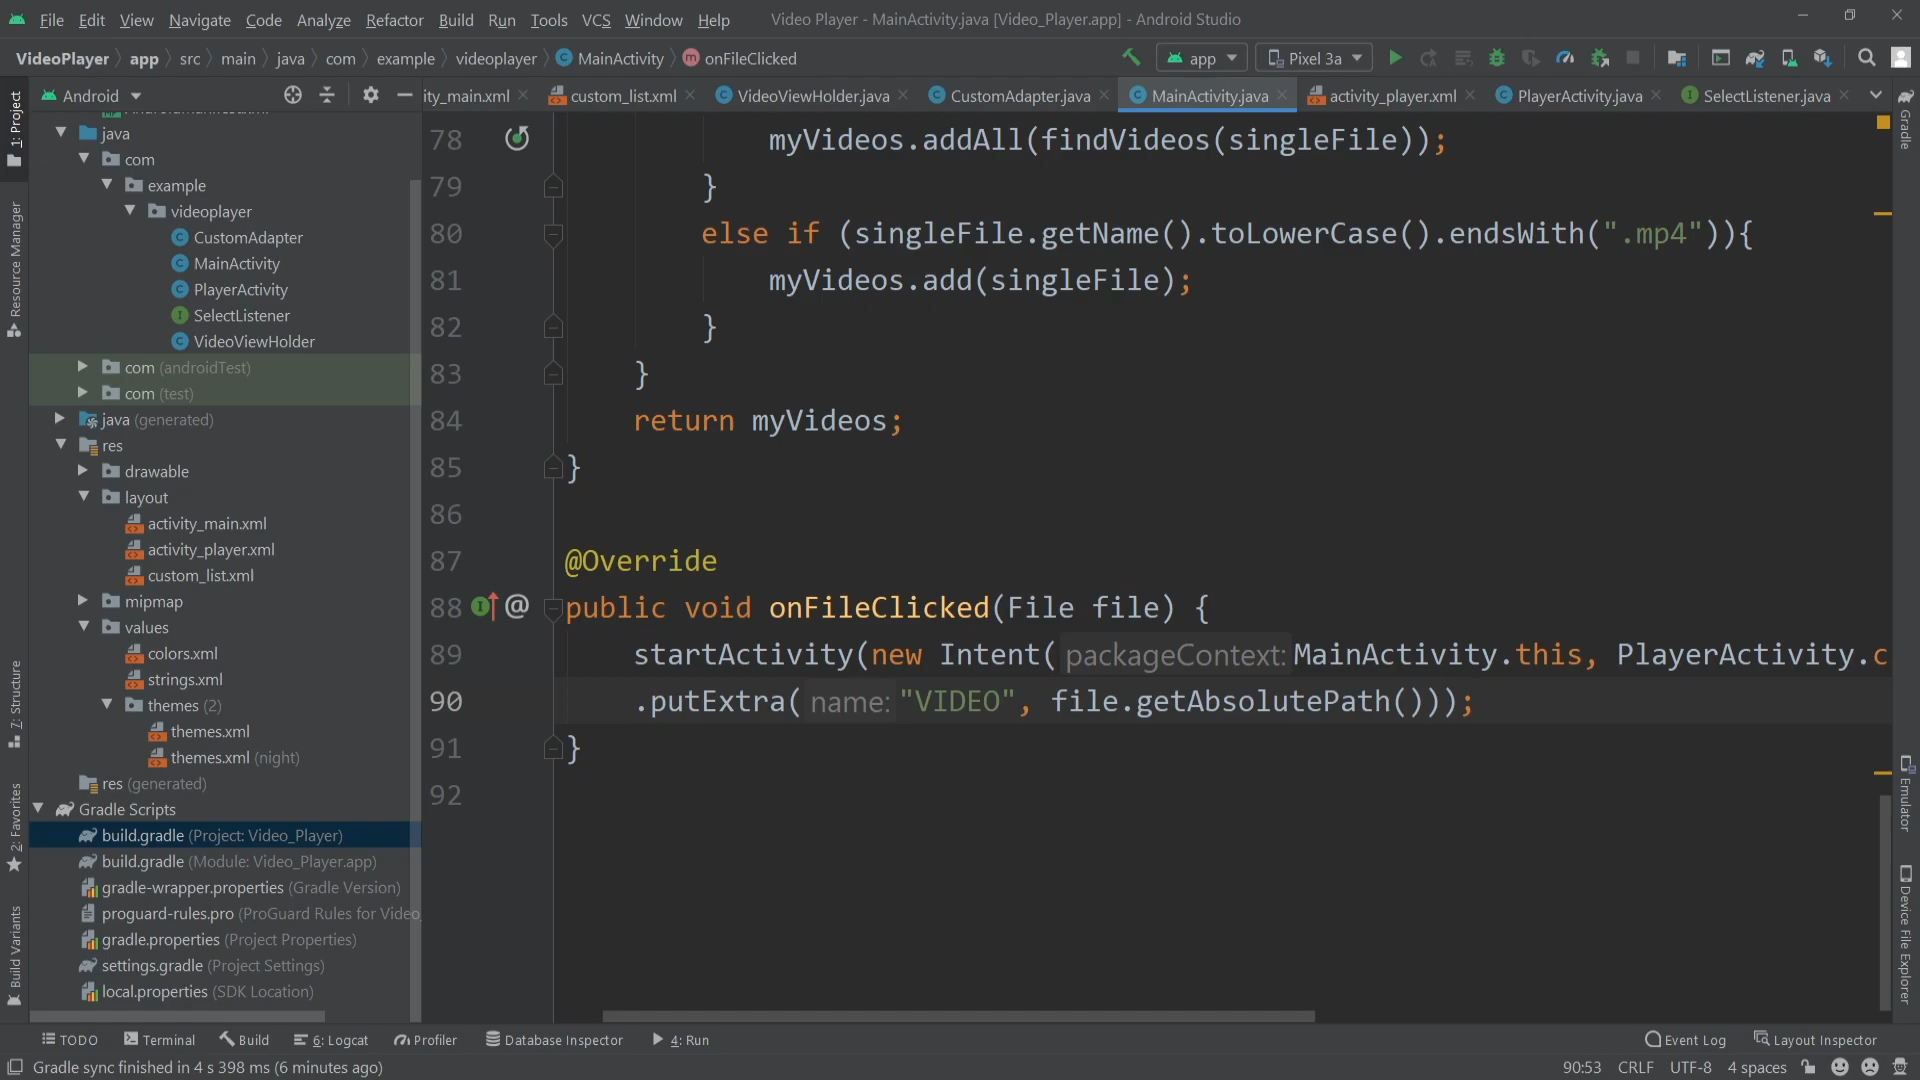 File Edit View Navigate Code Analyze Refactor Build Run Tools VCS Window Help Video Player - MainActivity.java [Video_Player.app] - Android Studio
VideoPlayer app src main java com example videoplayer MainActivity onFileClicked app Pixel 3a
Android
ity_main.xml custom_list.xml VideoViewHolder.java CustomAdapter.java MainActivity.java activity_player.xml PlayerActivity.java SelectListener.java
1: Project
Resource Manager
7: Structure
2: Favorites
Build Variants
java
com
example
videoplayer
CustomAdapter
MainActivity
PlayerActivity
SelectListener
VideoViewHolder
com (androidTest)
com (test)
java (generated)
res
drawable
layout
activity_main.xml
activity_player.xml
custom_list.xml
mipmap
values
colors.xml
strings.xml
themes (2)
themes.xml
themes.xml (night)
res (generated)
Gradle Scripts
build.gradle (Project: Video_Player)
build.gradle (Module: Video_Player.app)
gradle-wrapper.properties (Gradle Version)
proguard-rules.pro (ProGuard Rules for Video_
gradle.properties (Project Properties)
settings.gradle (Project Settings)
local.properties (SDK Location)
78 myVideos.addAll(findVideos(singleFile));
79 }
80 else if (singleFile.getName().toLowerCase().endsWith(".mp4")){
81 myVideos.add(singleFile);
82 }
83 }
84 return myVideos;
85 }
86
87 @Override
88 public void onFileClicked(File file) {
89 startActivity(new Intent( packageContext: MainActivity.this, PlayerActivity.c
90 .putExtra( name: "VIDEO", file.getAbsolutePath()));
91 }
92
Gradle
Emulator
Device File Explorer
TODO Terminal Build 6: Logcat Profiler Database Inspector 4: Run Event Log Layout Inspector
Gradle sync finished in 4 s 398 ms (6 minutes ago) 90:53 CRLF UTF-8 4 spaces